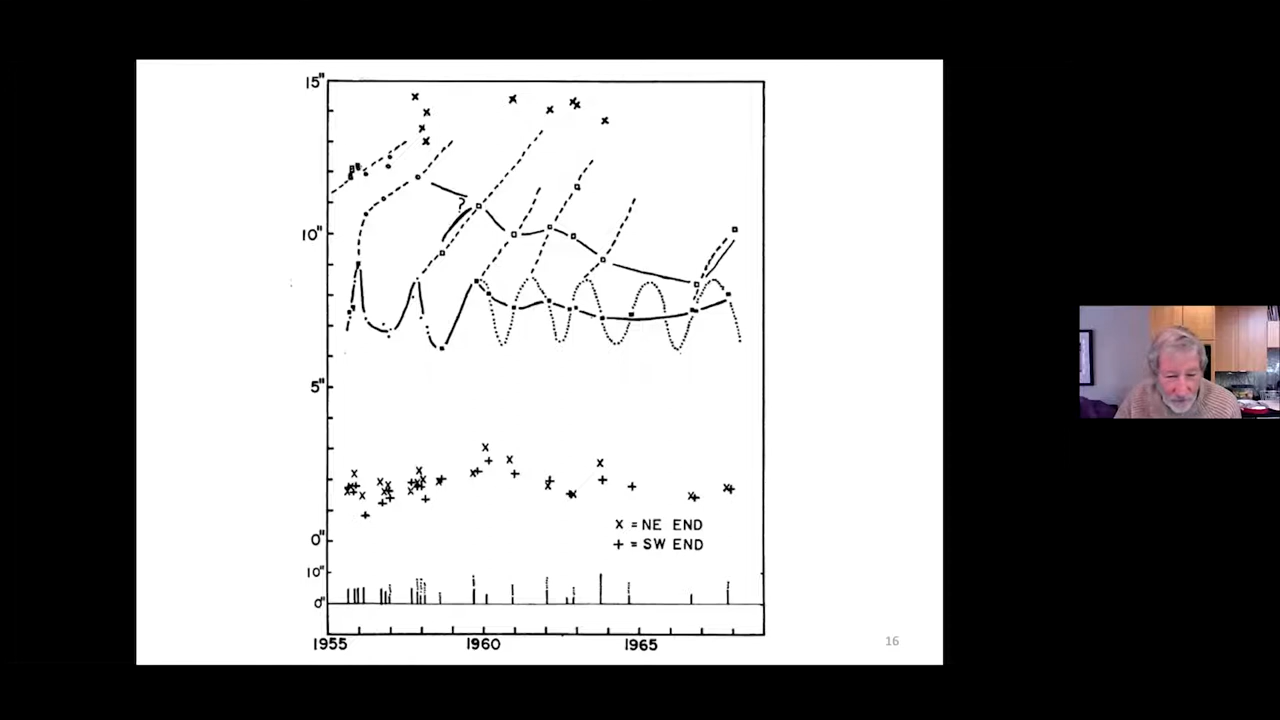 15"
?
10"
5"
x = NE END
0"
+ = SW END
10"
0"
1955 1960 1965
16